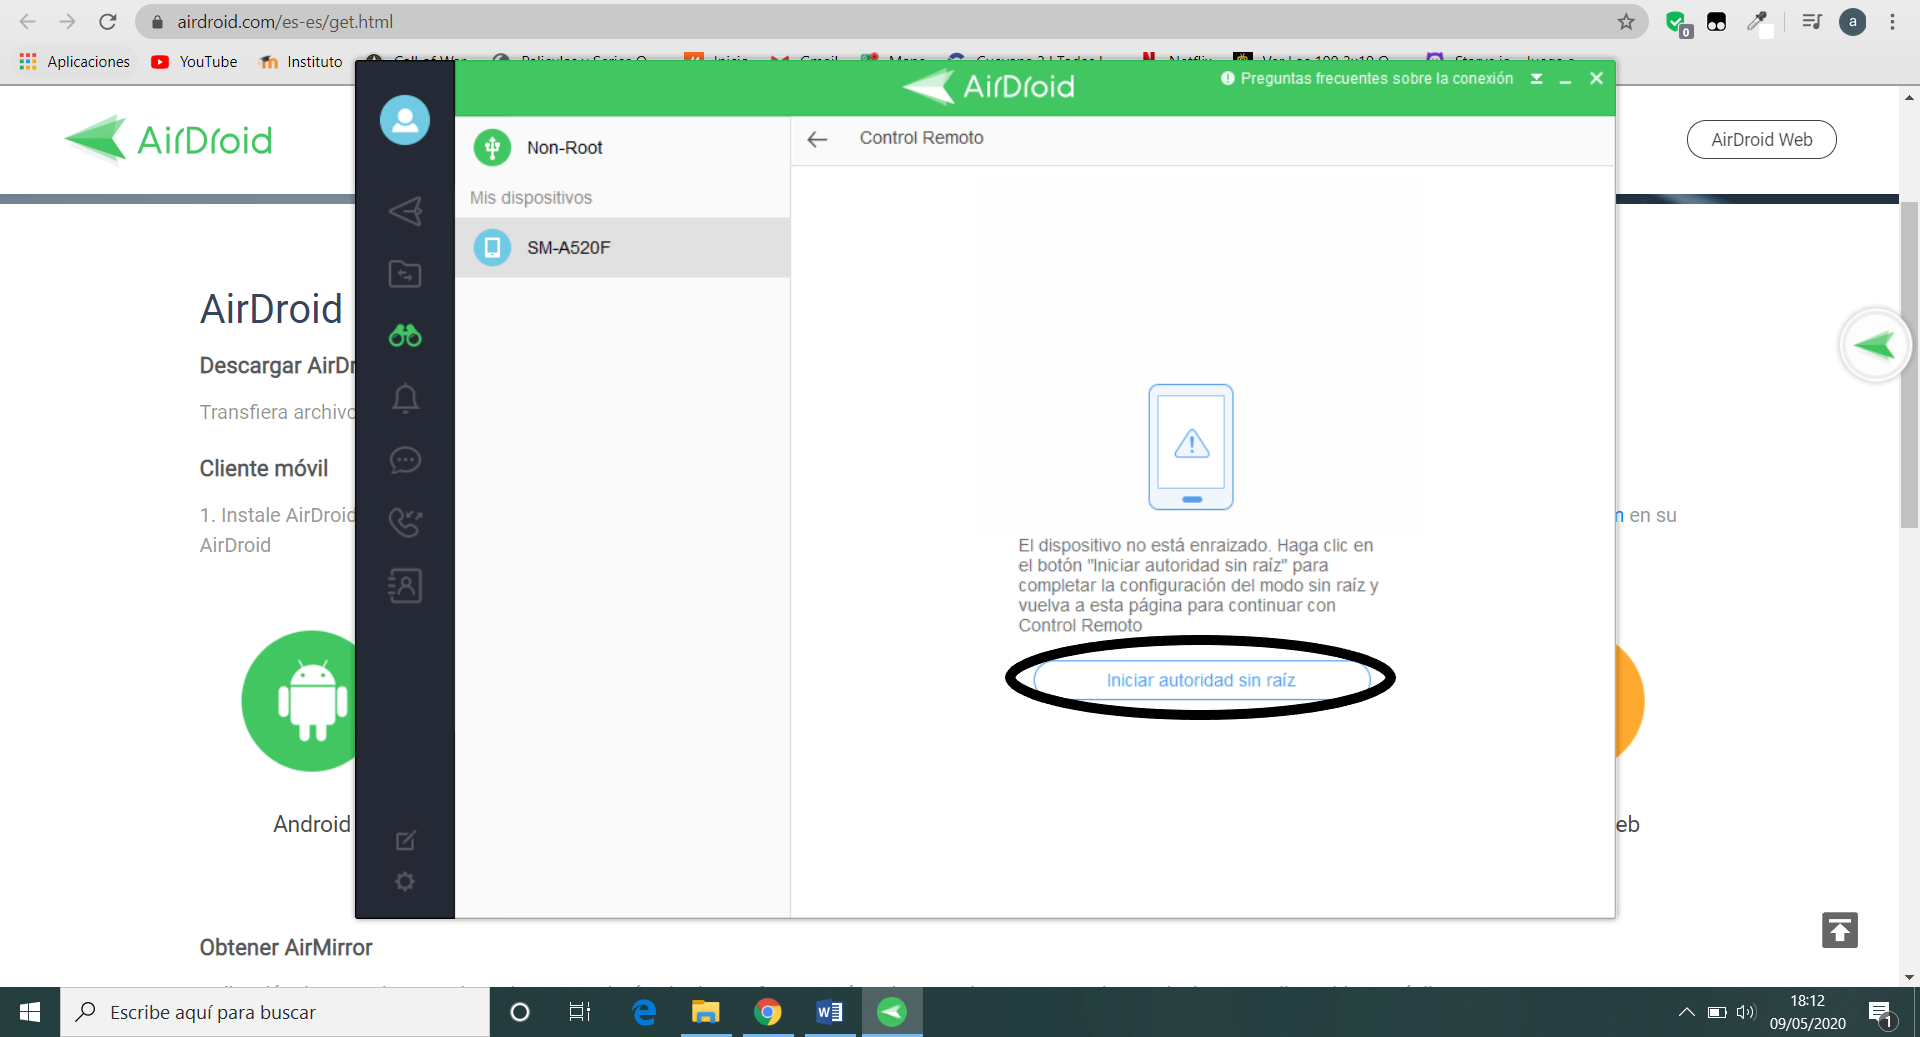 airdroid.com/es-es/get.html
0
a
Aplicaciones
YouTube
Instituto
AirDroid
Preguntas frecuentes sobre la conexión
AirDroid
AirDroid Web
Non-Root
Control Remoto
Mis dispositivos
SM-A520F
AirDroid
Descargar AirDr
Transfiera archivo
Cliente móvil
1. Instale AirDroid
en su
AirDroid
El dispositivo no está enraizado. Haga clic en
el botón "Iniciar autoridad sin raíz" para
completar la configuración del modo sin raíz y
vuelva a esta página para continuar con
Control Remoto
Iniciar autoridad sin raíz
Android
eb
Obtener AirMirror
Escribe aquí para buscar
18:12
09/05/2020
1